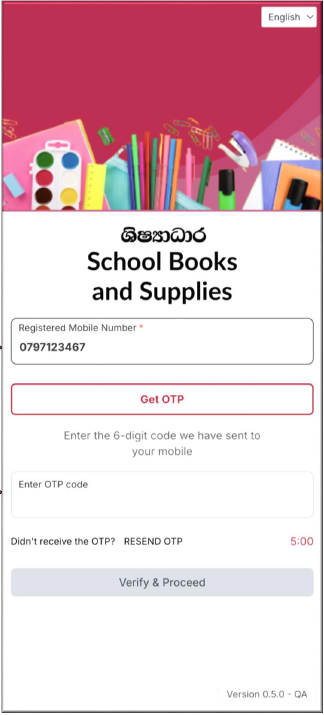 English
ශිෂ්‍යාධාර
School Books
and Supplies
Registered Mobile Number *
0797123467
Get OTP
Enter the 6-digit code we have sent to
your mobile
Enter OTP code
Didn't receive the OTP? RESEND OTP 5:00
Verify & Proceed
Version 0.5.0 - QA